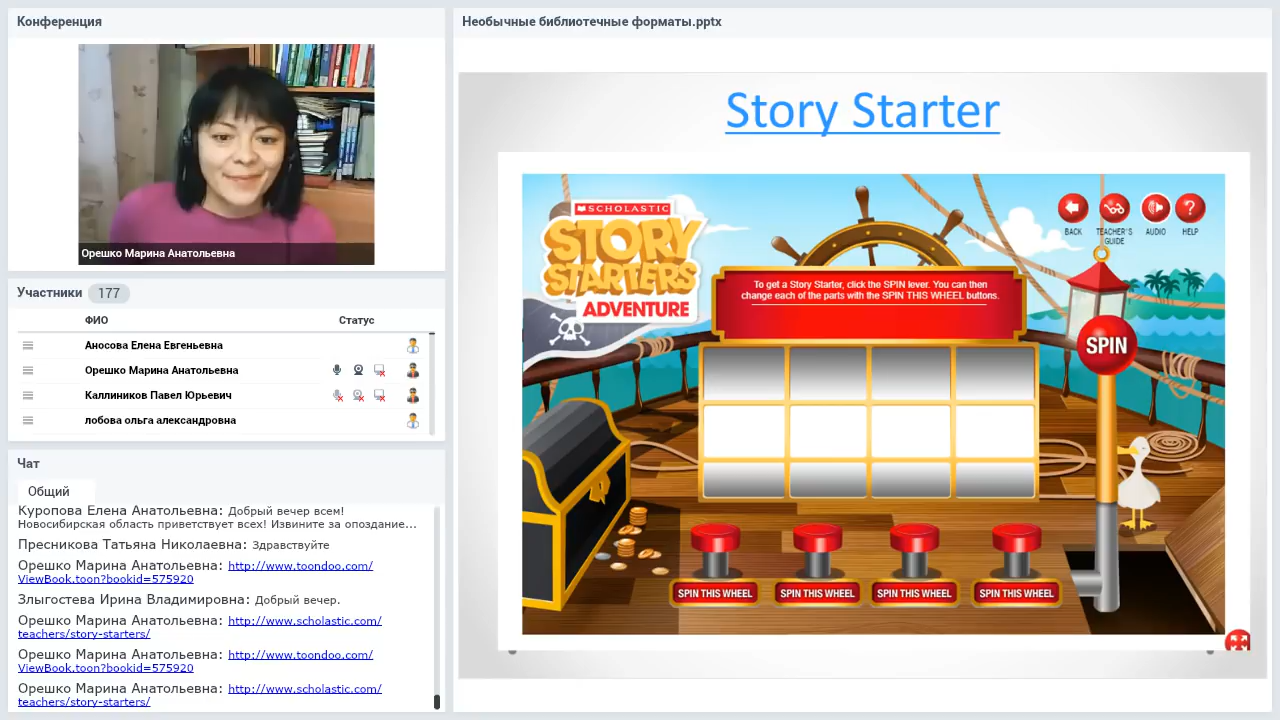 Конференция
Орешко Марина Анатольевна
Участники 177
ФИО Статус
Аносова Елена Евгеньевна
Орешко Марина Анатольевна
Каллиников Павел Юрьевич
лобова ольга александровна
Чат
Общий
Куропова Елена Анатольевна: Добрый вечер всем!
Новосибирская область приветствует всех! Извините за опоздание...
Пресникова Татьяна Николаевна: Здравствуйте
Орешко Марина Анатольевна: http://www.toondoo.com/
ViewBook.toon?bookid=575920
Злыгостева Ирина Владимировна: Добрый вечер.
Орешко Марина Анатольевна: http://www.scholastic.com/
teachers/story-starters/
Орешко Марина Анатольевна: http://www.toondoo.com/
ViewBook.toon?bookid=575920
Орешко Марина Анатольевна: http://www.scholastic.com/
teachers/story-starters/
Необычные библиотечные форматы.pptx
Story Starter
SCHOLASTIC
STORY
STARTERS
ADVENTURE
BACK
TEACHER'S
GUIDE
AUDIO
HELP
?
To get a Story Starter, click the SPIN lever. You can then
change each of the parts with the SPIN THIS WHEEL buttons.
SPIN
SPIN THIS WHEEL
SPIN THIS WHEEL
SPIN THIS WHEEL
SPIN THIS WHEEL